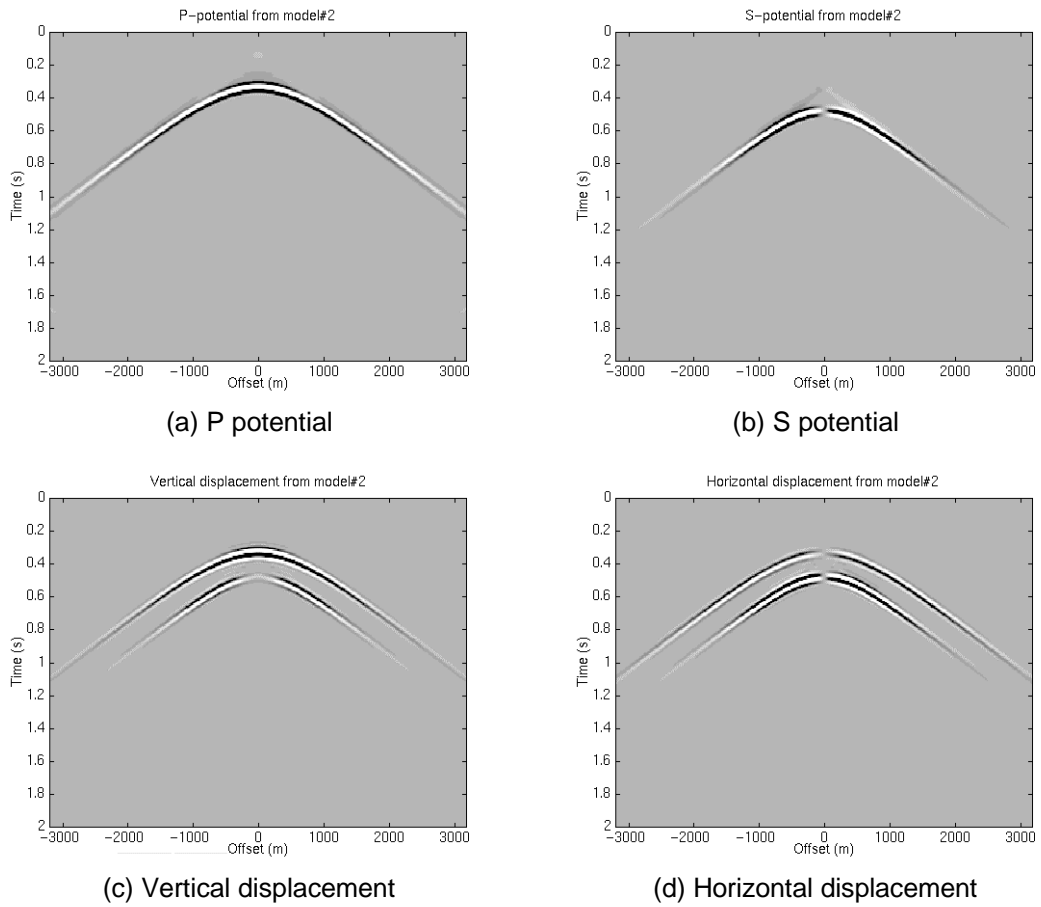 P-potential from model#2
0
0.2
0.4
0.6
0.8
1
1.2
1.4
1.6
1.8
2
Time (s)
-3000 -2000 -1000 0 1000 2000 3000
Offset (m)
(a) P potential
S-potential from model#2
0
0.2
0.4
0.6
0.8
1
1.2
1.4
1.6
1.8
2
Time (s)
-3000 -2000 -1000 0 1000 2000 3000
Offset (m)
(b) S potential
Vertical displacement from model#2
0
0.2
0.4
0.6
0.8
1
1.2
1.4
1.6
1.8
2
Time (s)
-3000 -2000 -1000 0 1000 2000 3000
Offset (m)
(c) Vertical displacement
Horizontal displacement from model#2
0
0.2
0.4
0.6
0.8
1
1.2
1.4
1.6
1.8
2
Time (s)
-3000 -2000 -1000 0 1000 2000 3000
Offset (m)
(d) Horizontal displacement